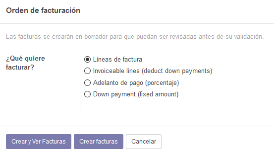 Orden de facturación
Las facturas se crearán en borrador para que puedan ser revisadas antes de su validación.
¿Qué quiere
facturar?
Líneas de factura
Invoiceable lines (deduct down payments)
Adelanto de pago (porcentaje)
Down payment (fixed amount)
Crear y Ver Facturas
Crear facturas
Cancelar